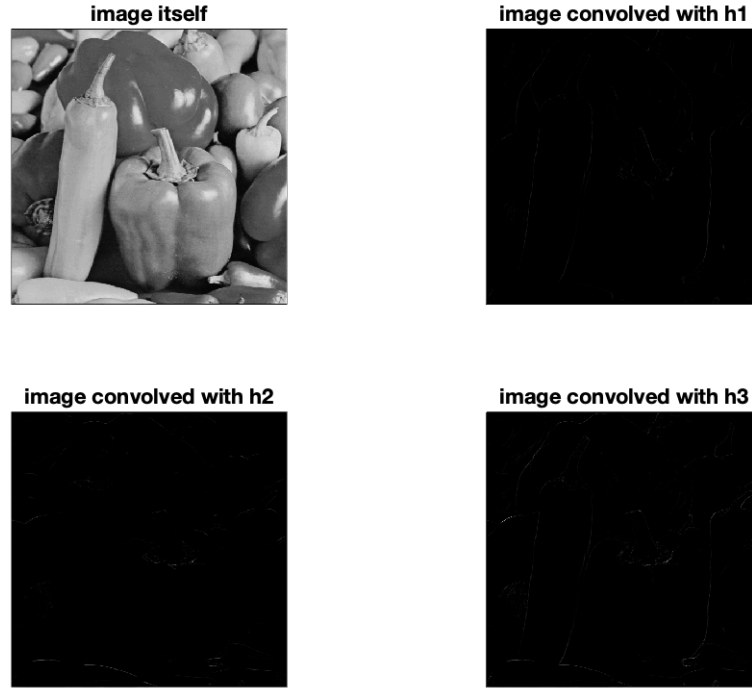 image itself
image convolved with h1
image convolved with h2
image convolved with h3